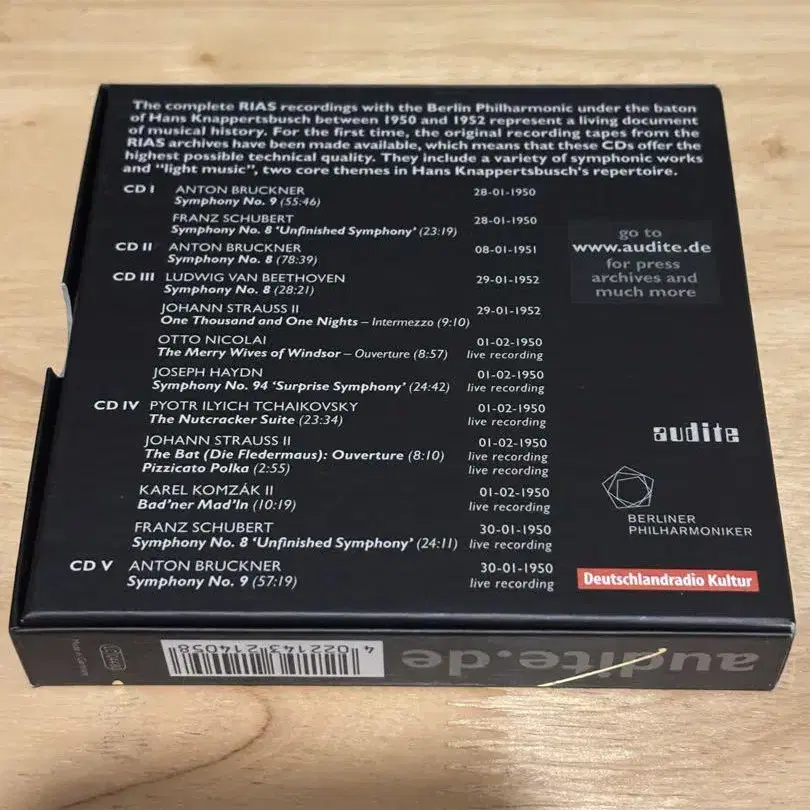 The complete RIAS recordings with the Berlin Philharmonic under the baton
of Hans Knappertsbusch between 1950 and 1952 represent a living document
of musical history. For the first time, the original recording tapes from the
RIAS archives have been made available, which means that these CDs offer the
highest possible technical quality. They include a variety of symphonic works
and "light music", two core themes in Hans Knappertsbusch's repertoire.
CD I ANTON BRUCKNER 28-01-1950
Symphony No. 9 (55:46)
FRANZ SCHUBERT 28-01-1950
Symphony No. 8 'Unfinished Symphony' (23:19)
CD II ANTON BRUCKNER 08-01-1951
Symphony No. 8 (78:39)
CD III LUDWIG VAN BEETHOVEN 29-01-1952
Symphony No. 8 (28:21)
JOHANN STRAUSS II 29-01-1952
One Thousand and One Nights – Intermezzo (9:10)
OTTO NICOLAI 01-02-1950
The Merry Wives of Windsor – Ouverture (8:57) live recording
JOSEPH HAYDN 01-02-1950
Symphony No. 94 'Surprise Symphony' (24:42) live recording
CD IV PYOTR ILYICH TCHAIKOVSKY 01-02-1950
The Nutcracker Suite (23:34) live recording
JOHANN STRAUSS II 01-02-1950
The Bat (Die Fledermaus): Ouverture (8:10) live recording
Pizzicato Polka (2:55) live recording
KAREL KOMZÁK II 01-02-1950
Bad'ner Mad'ln (10:19) live recording
FRANZ SCHUBERT 30-01-1950
Symphony No. 8 'Unfinished Symphony' (24:11) live recording
CD V ANTON BRUCKNER 30-01-1950
Symphony No. 9 (57:19) live recording
go to
www.audite.de
for press
archives and
much more
audite
BERLINER
PHILHARMONIKER
Deutschlandradio Kultur
audite.de
4 022143 214058